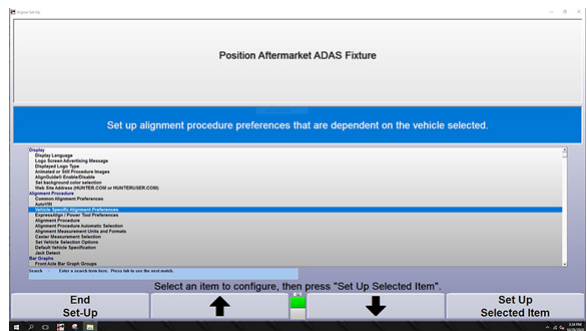 Aligner Set-Up
Position Aftermarket ADAS Fixture
Set up alignment procedure preferences that are dependent on the vehicle selected.
Display
Display Language
Logo Screen Advertising Message
Displayed Logo Type
Animated or Still Procedure Images
AlignGuide® Enable/Disable
Set background color selection
Web Site Address (HUNTER.COM or HUNTERUSER.COM)
Alignment Procedure
Common Alignment Preferences
AutoVIN
Vehicle Specific Alignment Preferences
ExpressAlign / Power Tool Preferences
Alignment Procedure
Alignment Procedure Automatic Selection
Alignment Measurement Units and Formats
Caster Measurement Selection
Set Vehicle Selection Options
Default Vehicle Specification
Jack Detect
Bar Graphs
Front Axle Bar Graph Groups
Search - Enter a search item here. Press tab to see the next match.
Select an item to configure, then press "Set Up Selected Item".
End
Set-Up
Set Up
Selected Item